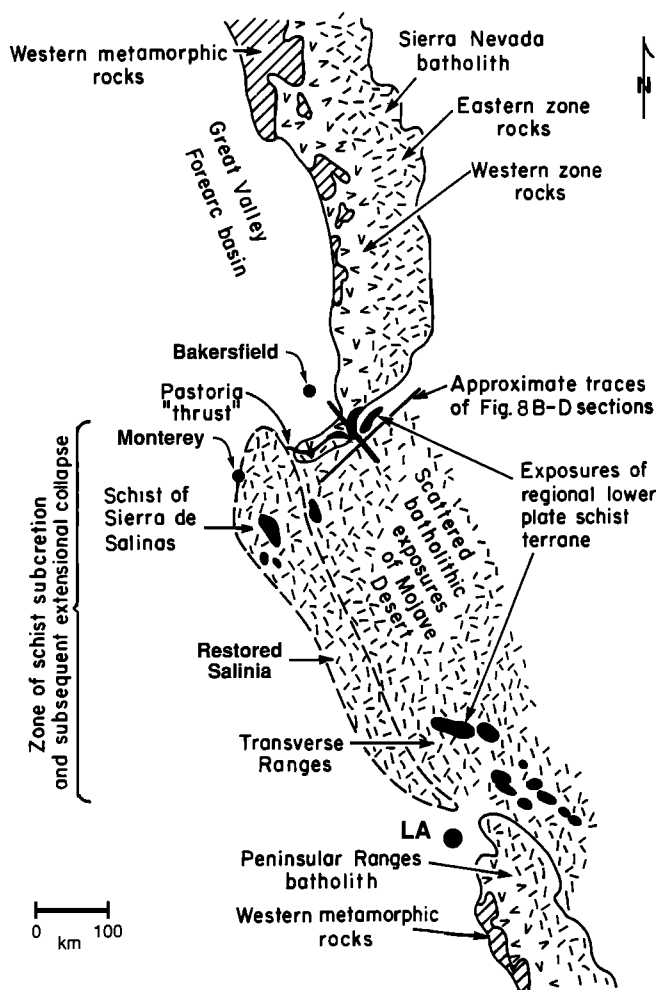 Western metamorphic
rocks
Sierra Nevada
batholith
Eastern zone
rocks
Western zone
rocks
N
Great Valley
Forearc basin
Bakersfield
Pastoria
"thrust"
Monterey
Approximate traces
of Fig. 8 B-D sections
Schist of
Sierra de
Salinas
Exposures of
regional lower
plate schist
terrane
Scattered
batholithic
exposures
of Mojave
Desert
Zone of schist subcretion
and subsequent extensional collapse
Restored
Salinia
Transverse
Ranges
LA
Peninsular Ranges
batholith
Western metamorphic
rocks
0 100
km